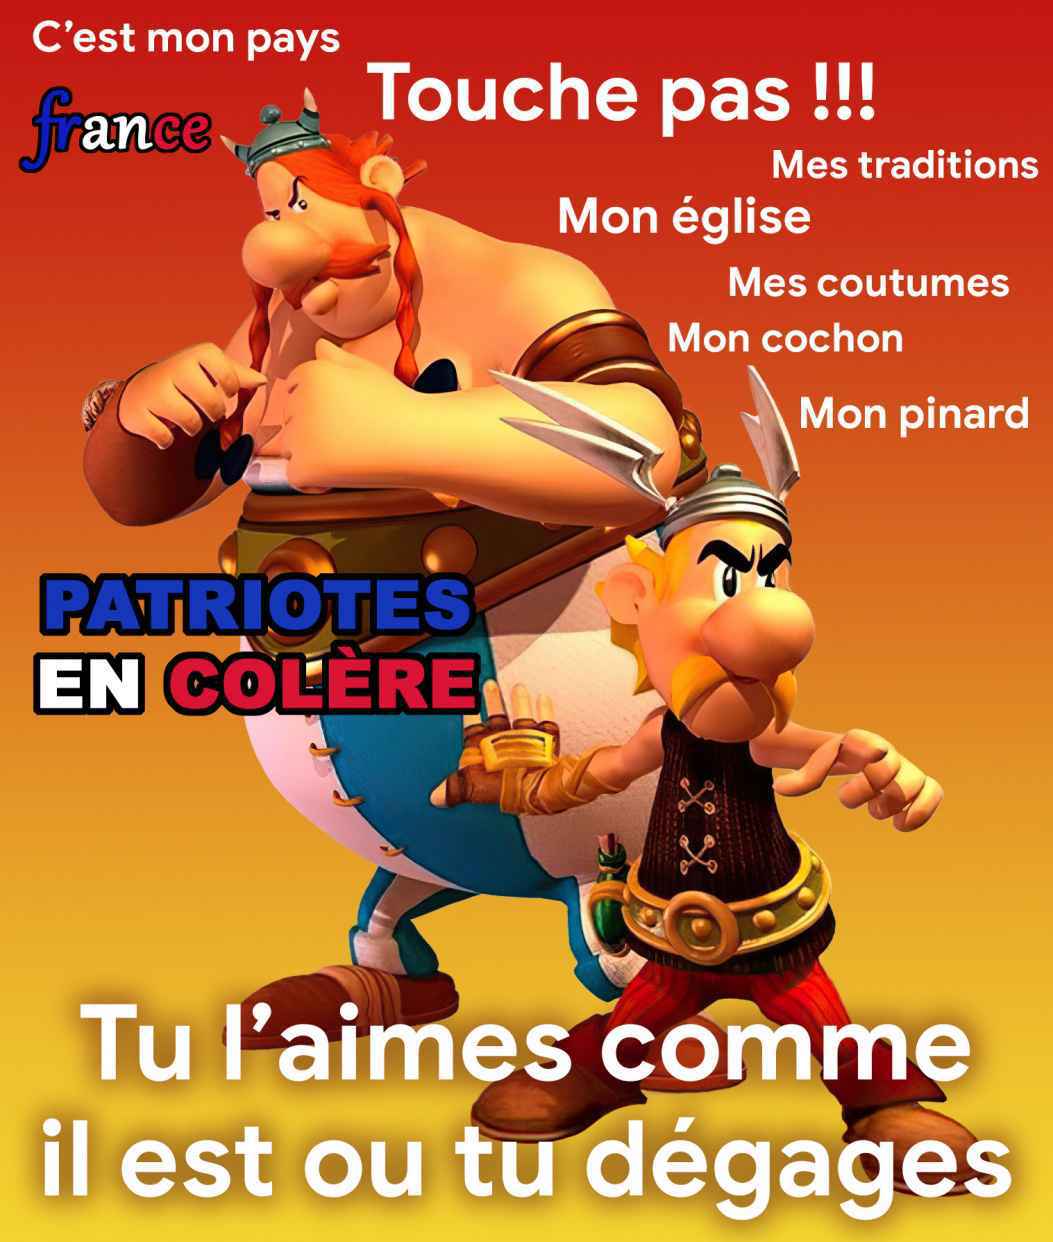 C'est mon pays
france
Touche pas !!!
Mes traditions
Mon église
Mes coutumes
Mon cochon
Mon pinard
PATRIOTES
EN COLÈRE
Tu l'aimes comme
il est ou tu dégages